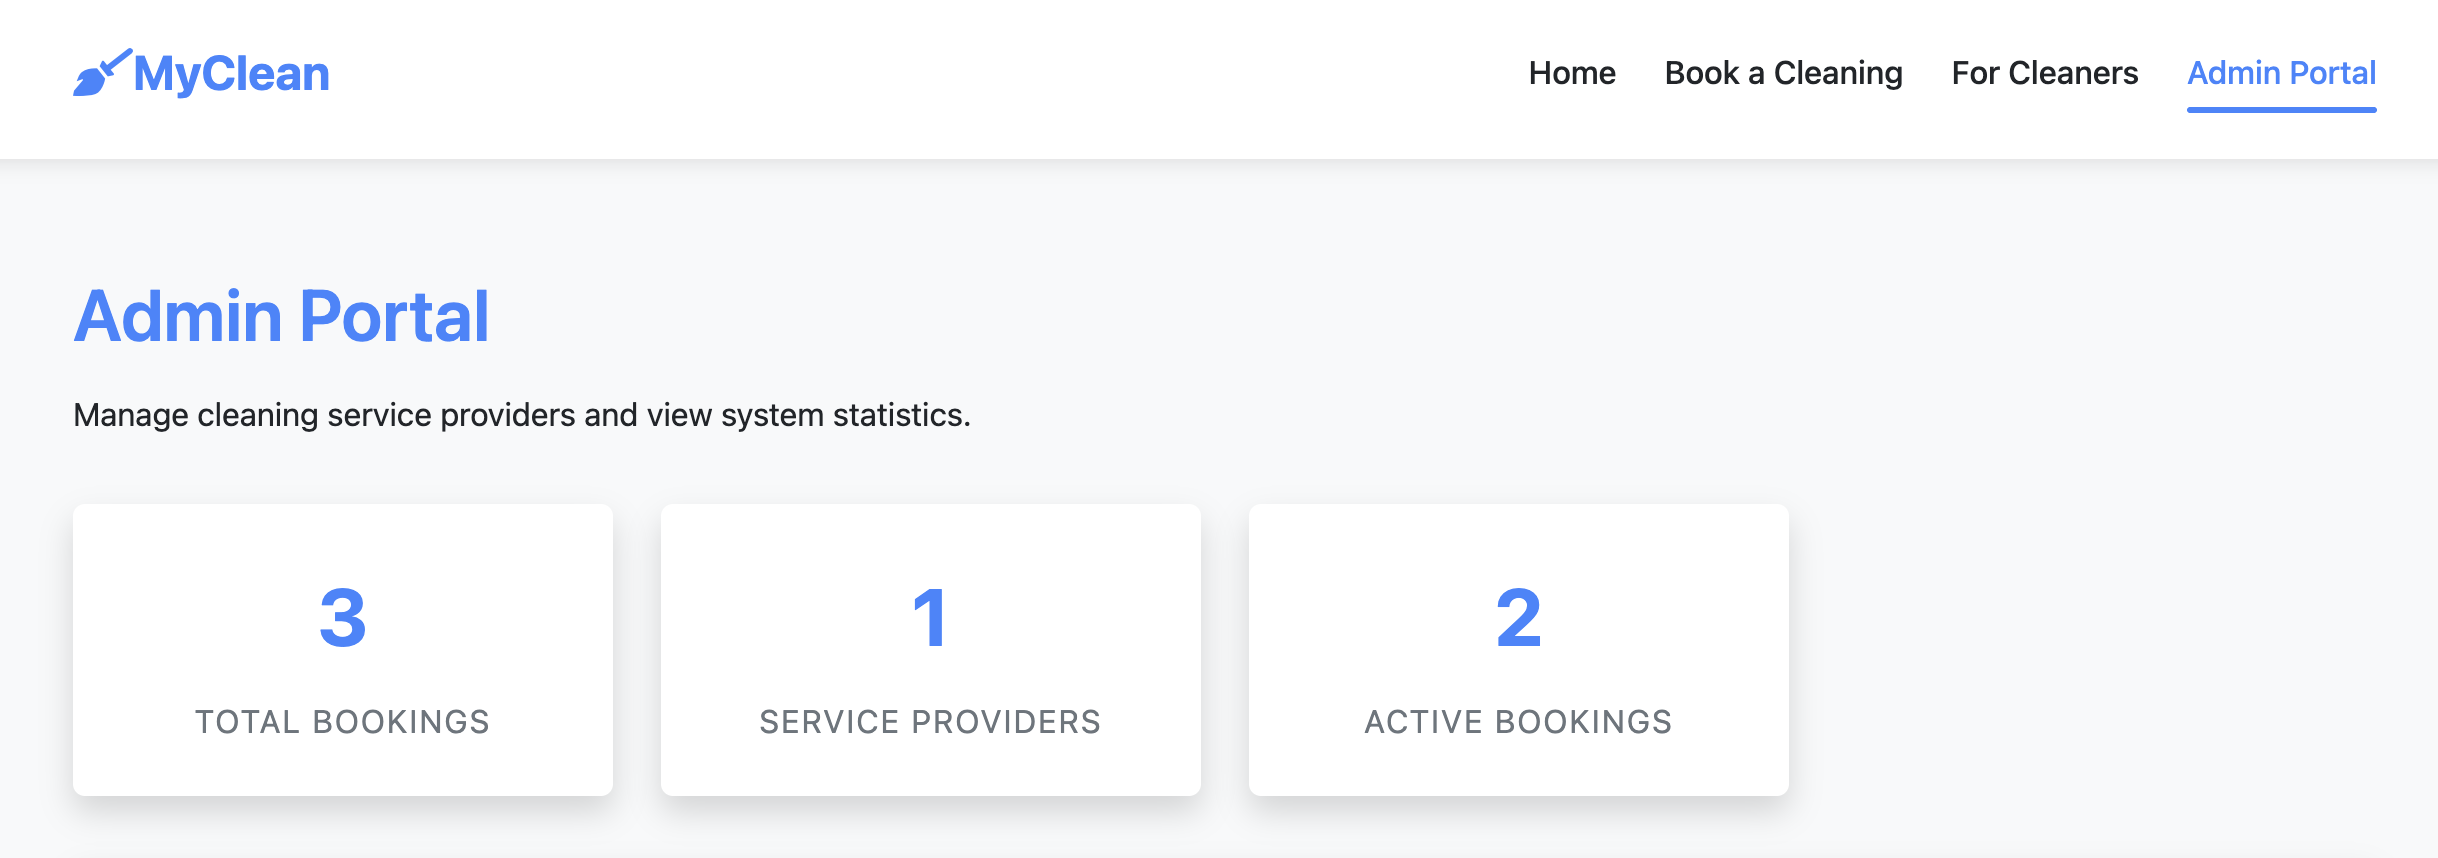 MyClean
Home Book a Cleaning For Cleaners Admin Portal
Admin Portal
Manage cleaning service providers and view system statistics.
3 1 2
TOTAL BOOKINGS SERVICE PROVIDERS ACTIVE BOOKINGS